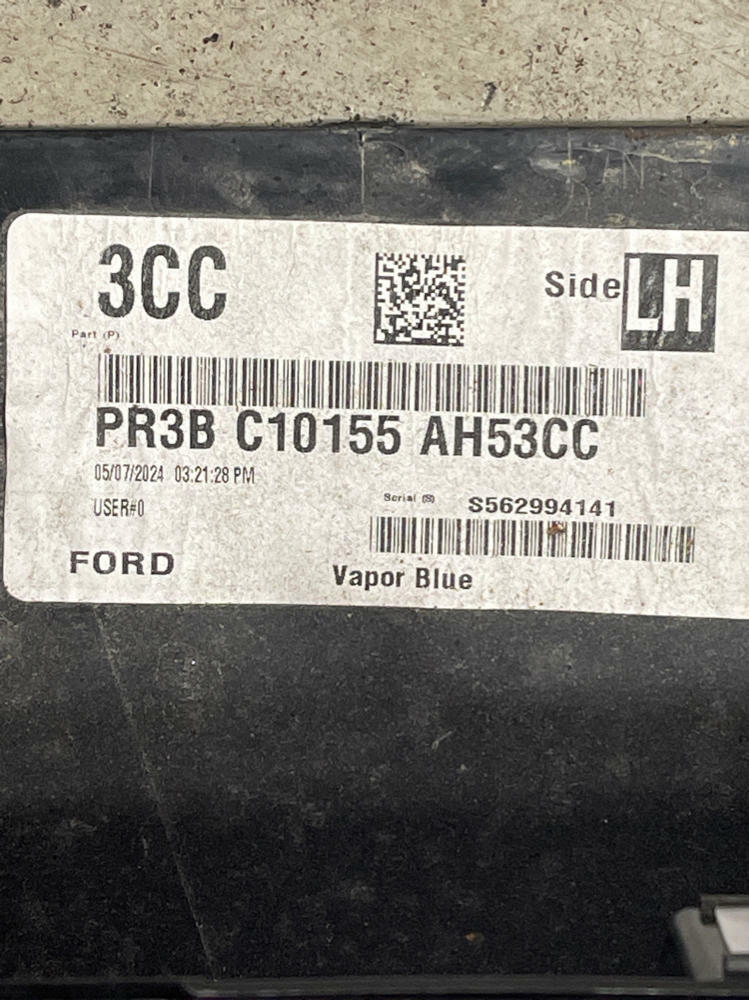 3CC
Side LH
Part (P)
PR3B C10155 AH53CC
05/07/2024 03:21:28 PM
USER#0
Serial (S) S562994141
FORD
Vapor Blue